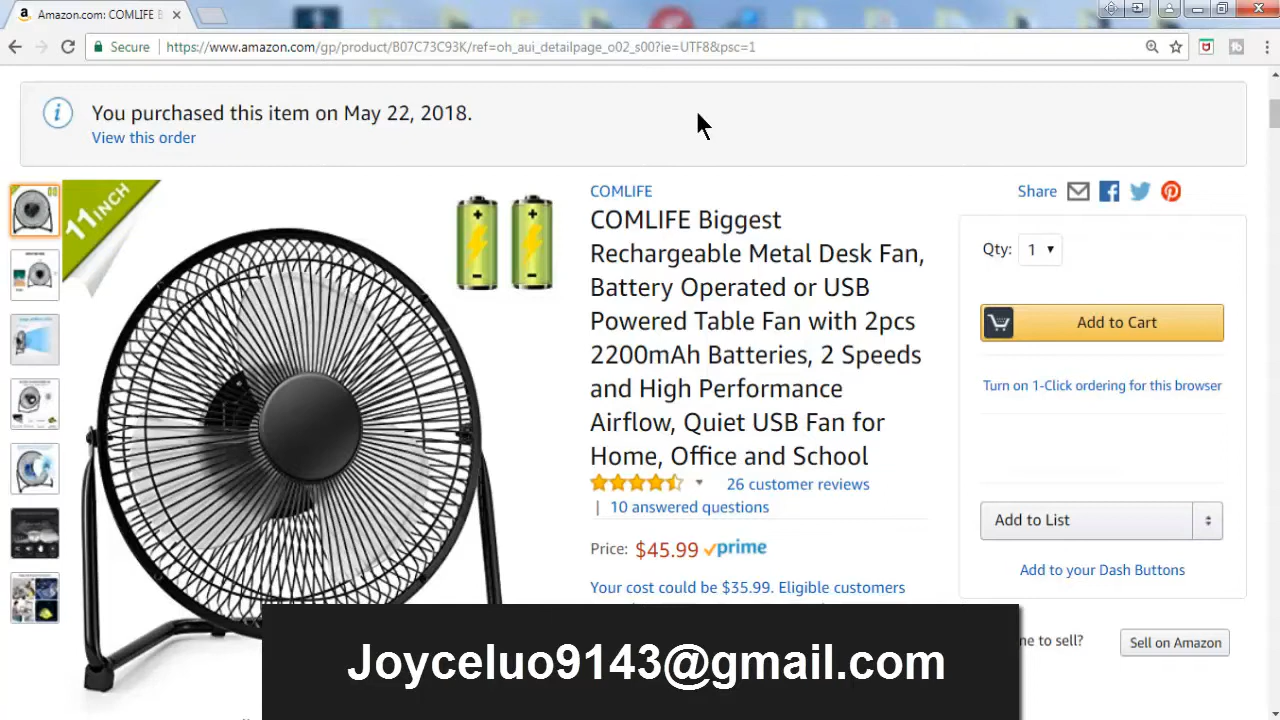 Amazon.com: COMLIFE B
Secure
https://www.amazon.com/gp/product/B07C73C93K/ref=oh_aui_detailpage_o02_s00?ie=UTF8&psc=1
You purchased this item on May 22, 2018.
View this order
11 INCH
COMLIFE
COMLIFE Biggest
Rechargeable Metal Desk Fan,
Battery Operated or USB
Powered Table Fan with 2pcs
2200mAh Batteries, 2 Speeds
and High Performance
Airflow, Quiet USB Fan for
Home, Office and School
26 customer reviews
| 10 answered questions
Price: $45.99 prime
Your cost could be $35.99. Eligible customers
Share
Qty: 1
Add to Cart
Turn on 1-Click ordering for this browser
Add to List
Add to your Dash Buttons
ne to sell?
Sell on Amazon
Joyceluo9143@gmail.com